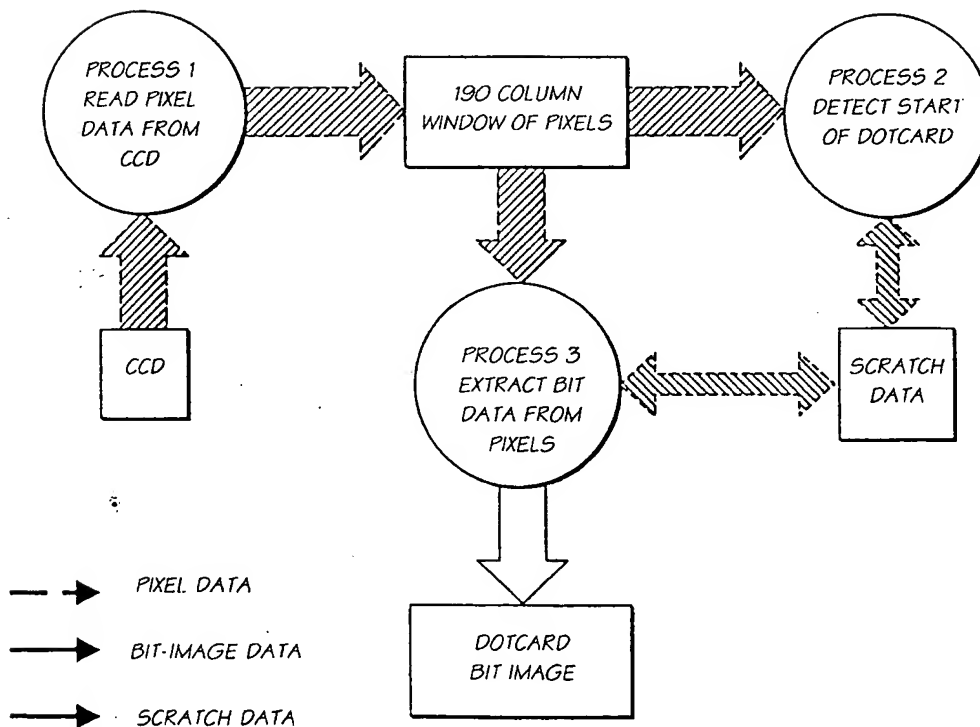 PROCESS 1
READ PIXEL
DATA FROM
CCD
190 COLUMN
WINDOW OF PIXELS
PROCESS 2
DETECT START
OF DOTCARD
CCD
PROCESS 3
EXTRACT BIT
DATA FROM
PIXELS
SCRATCH
DATA
DOTCARD
BIT IMAGE
PIXEL DATA
BIT-IMAGE DATA
SCRATCH DATA